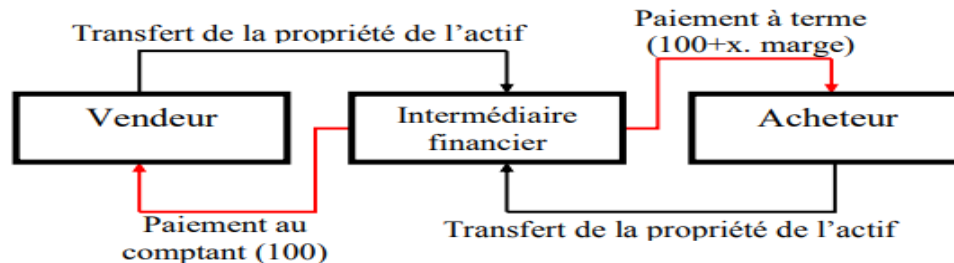 Transfert de la propriété de l’actif
Paiement à terme
(100+x. marge)
Vendeur
Intermédiaire
financier
Acheteur
Paiement au
comptant (100)
Transfert de la propriété de l’actif